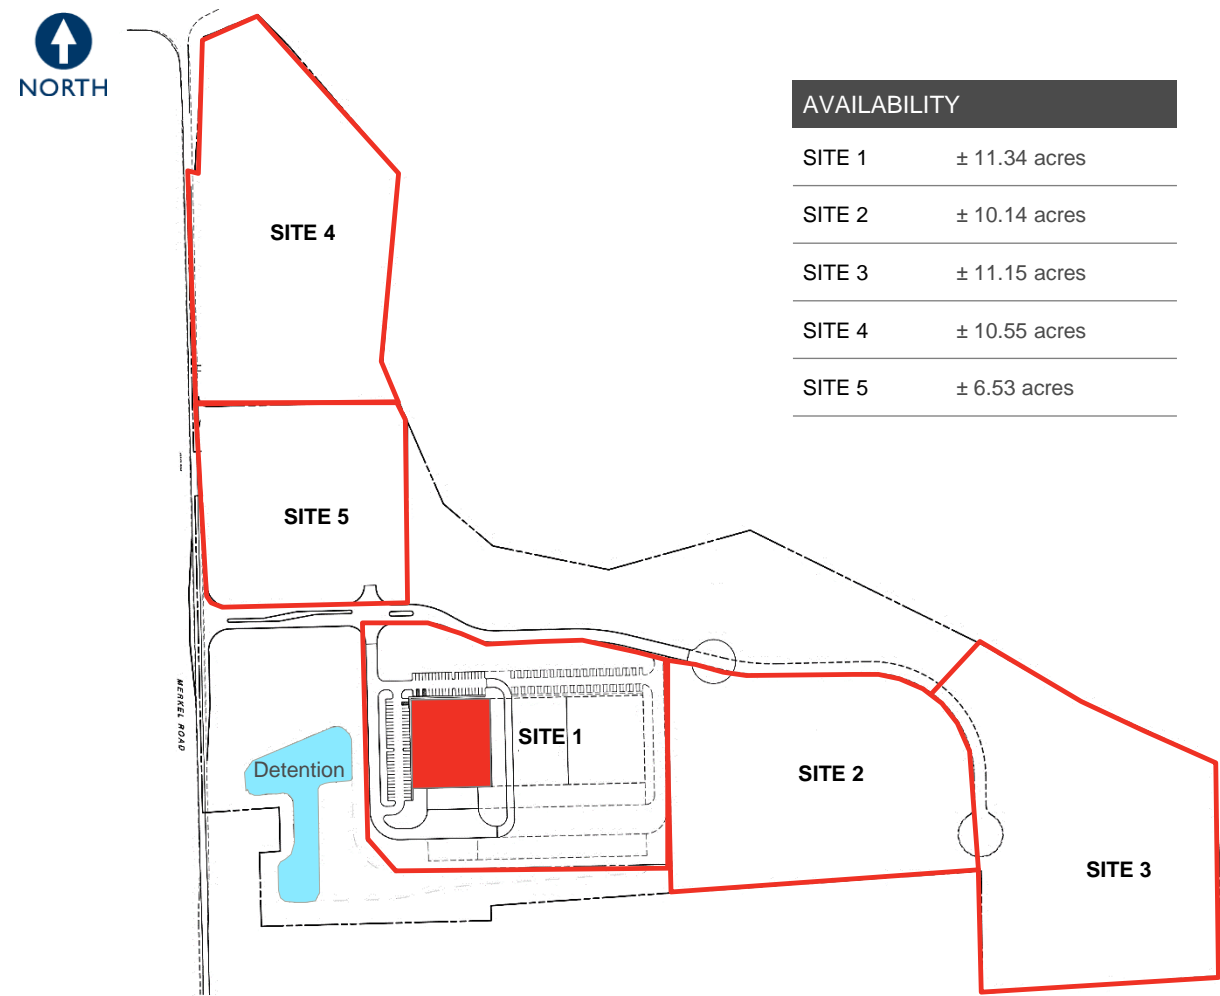 NORTH
AVAILABILITY
SITE 1 ± 11.34 acres
SITE 2 ± 10.14 acres
SITE 3 ± 11.15 acres
SITE 4 ± 10.55 acres
SITE 5 ± 6.53 acres
SITE 4
SITE 5
MERKEL ROAD
Detention
SITE 1
SITE 2
SITE 3